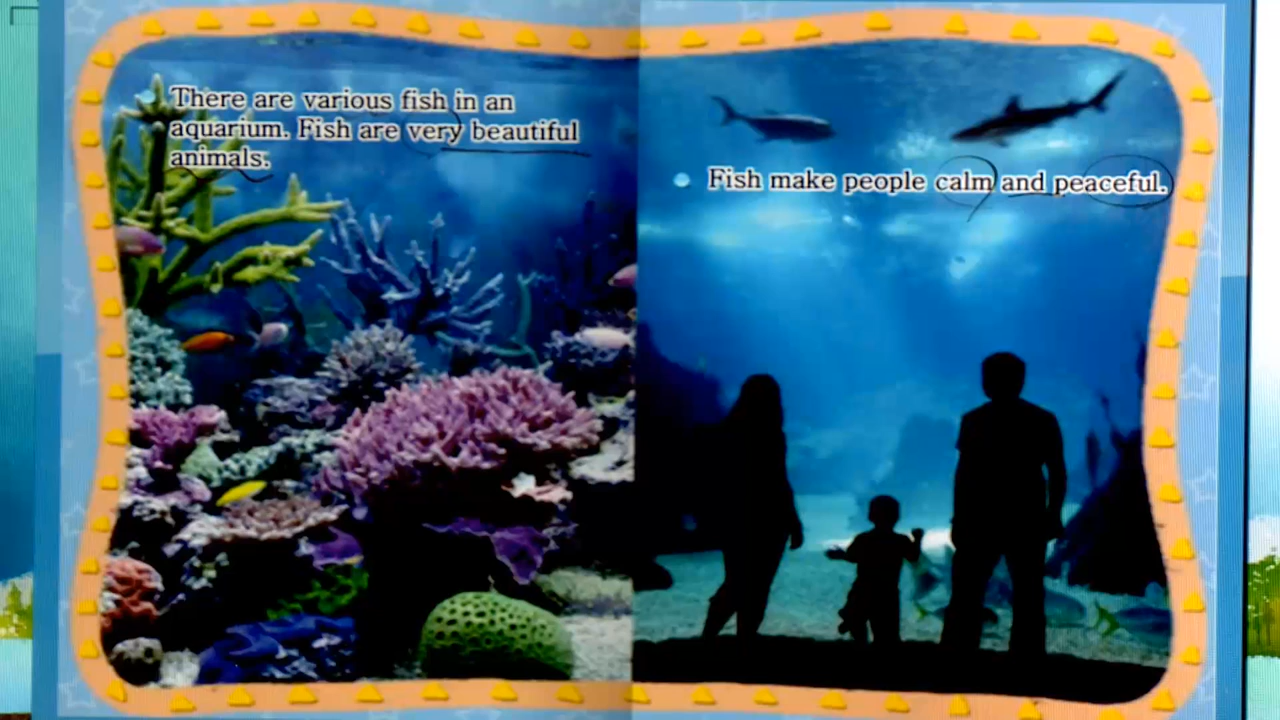 There are various fish in an
aquarium. Fish are very beautiful
animals.
Fish make people calm and peaceful.